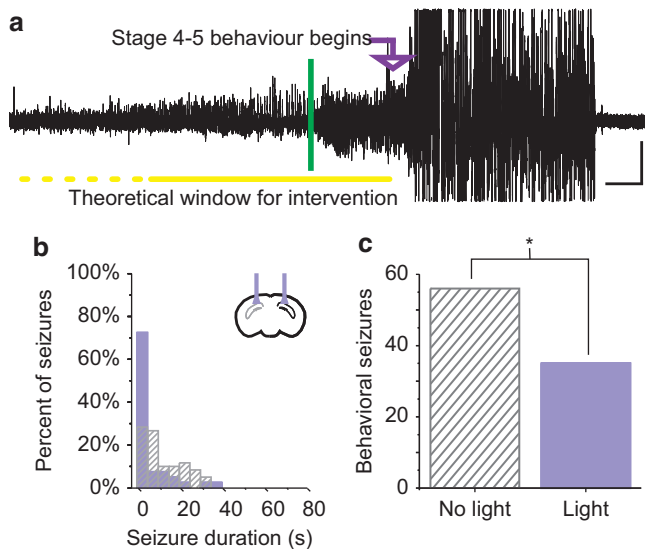 a
Stage 4-5 behaviour begins
Theoretical window for intervention
b
Percent of seizures
100%
80%
60%
40%
20%
0%
0 20 40 60 80
Seizure duration (s)
c
*
Behavioral seizures
60
40
20
0
No light Light